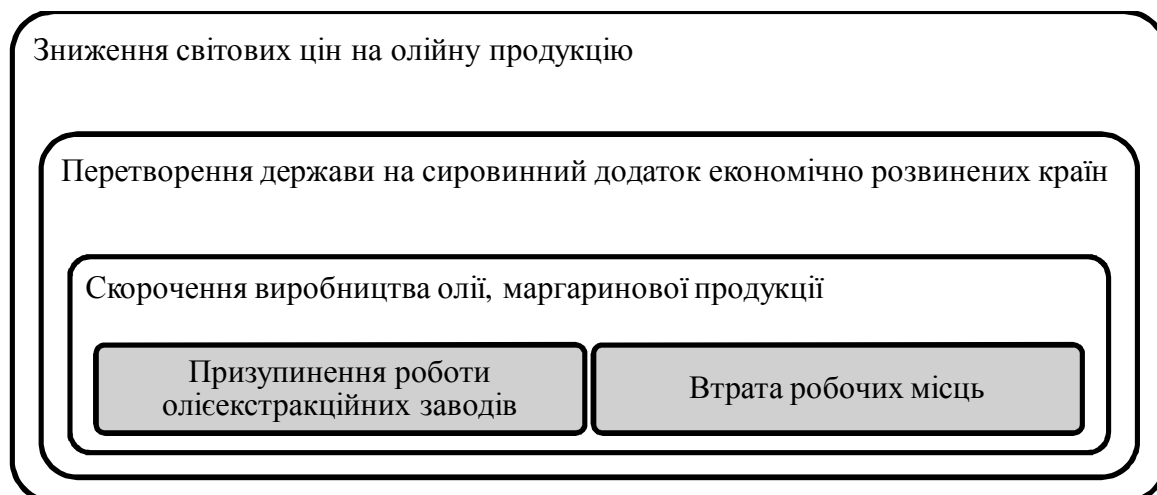 Зниження світових цін на олійну продукцію
Перетворення держави на сировинний додаток економічно розвинених країн
Скорочення виробництва олії, маргаринової продукції
Призупинення роботи
олієекстракційних заводів
Втрата робочих місць